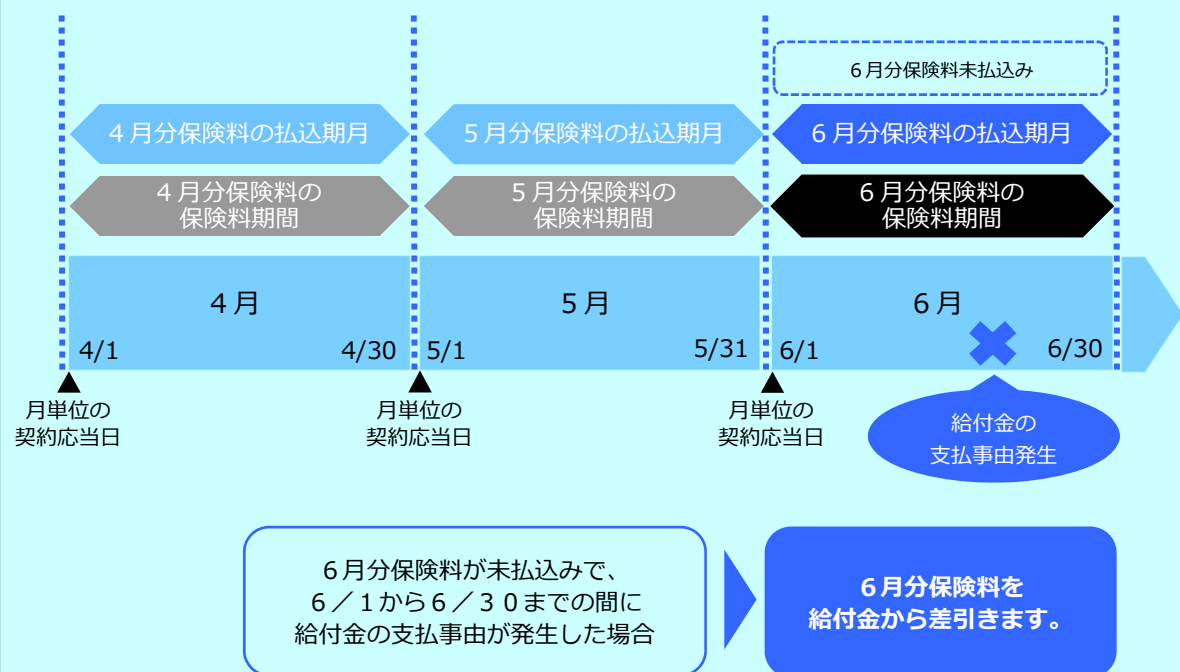 ６月分保険料未払込み
４月分保険料の払込期月
５月分保険料の払込期月
６月分保険料の払込期月
４月分保険料の
保険料期間
５月分保険料の
保険料期間
６月分保険料の
保険料期間
４月
５月
６月
4/1
4/30
5/1
5/31
6/1
6/30
月単位の
契約応当日
月単位の
契約応当日
月単位の
契約応当日
給付金の
支払事由発生
６月分保険料が未払込みで、
６／１から６／３０までの間に
給付金の支払事由が発生した場合
６月分保険料を
給付金から差引きます。